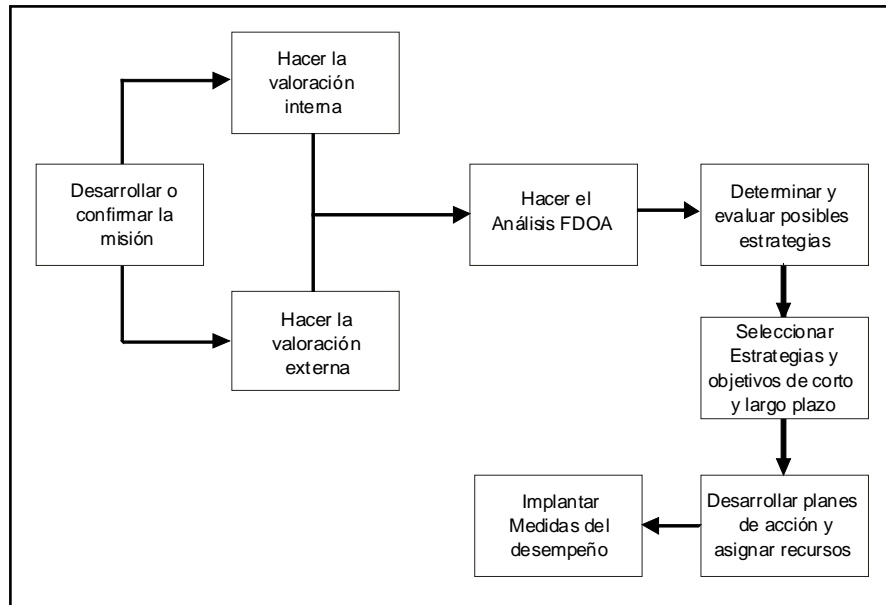 Hacer la
valoración
interna
Desarrollar o
confirmar la
misión
Hacer la
valoración
externa
Hacer el
Análisis FDOA
Determinar y
evaluar posibles
estrategias
Seleccionar
Estrategias y
objetivos de corto
y largo plazo
Desarrollar planes
de acción y
asignar recursos
Implantar
Medidas del
desempeño